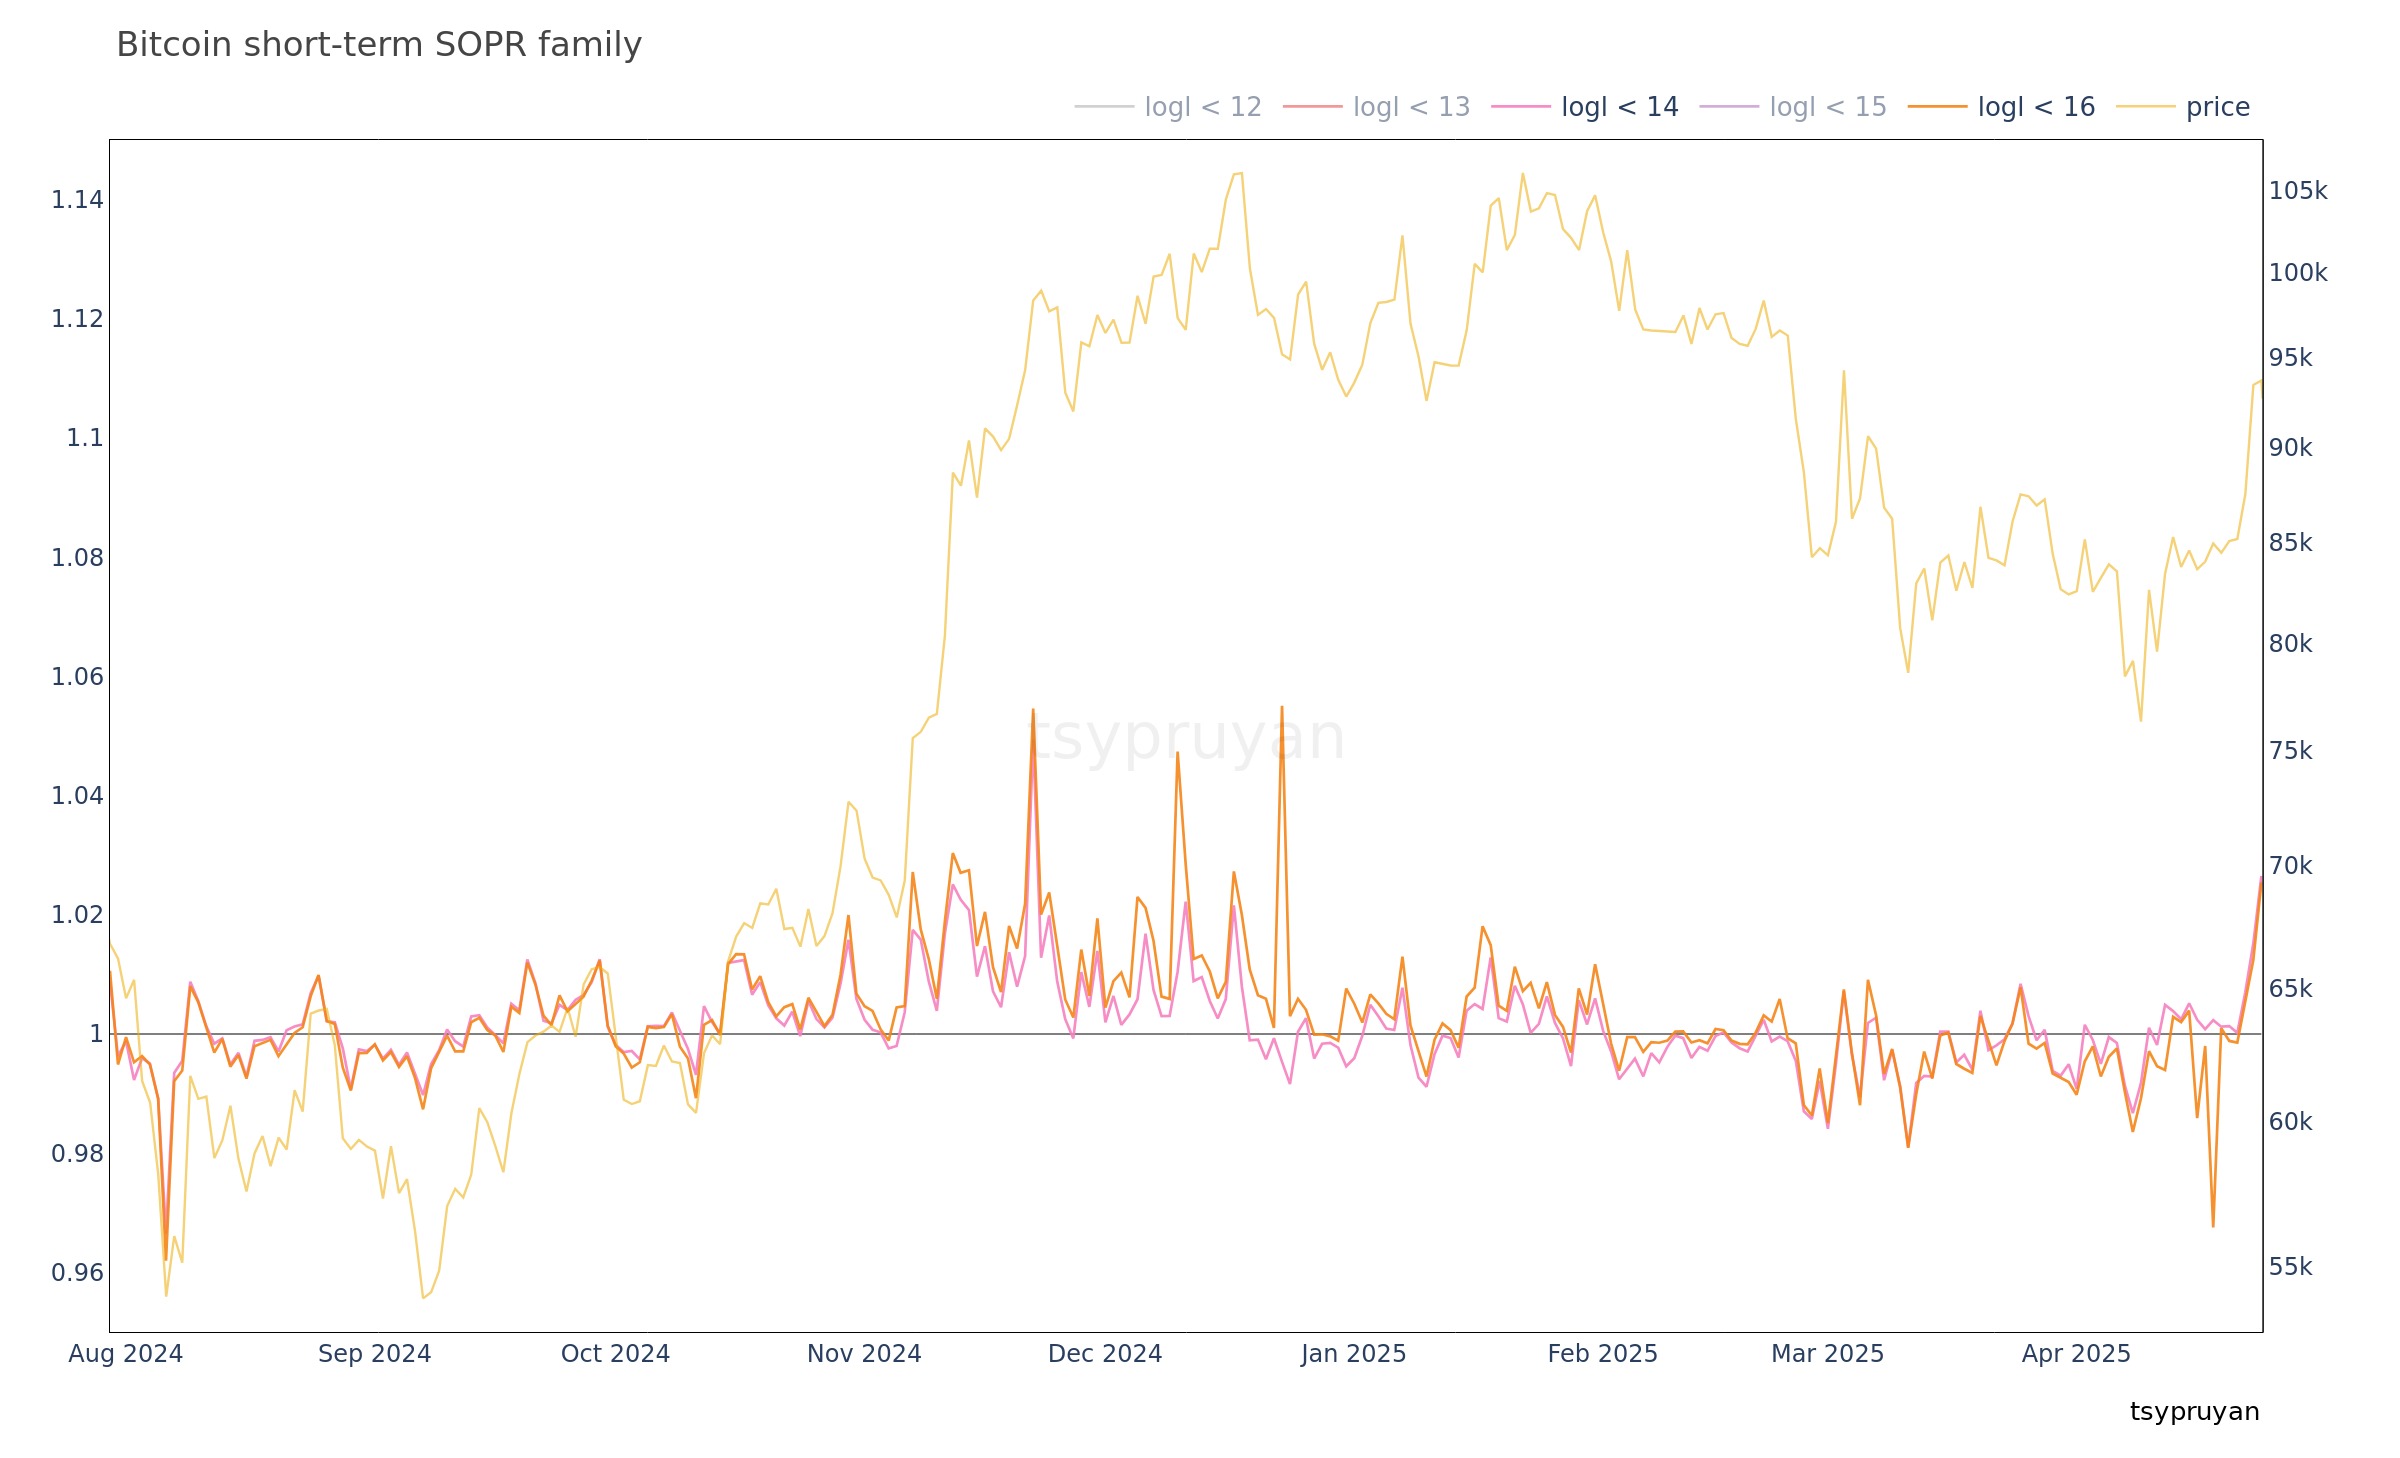 Bitcoin short-term SOPR family
logl < 12 logl < 13 logl < 14 logl < 15 logl < 16 price
1.14
1.12
1.1
1.08
1.06
1.04
1.02
1
0.98
0.96
105k
100k
95k
90k
85k
80k
75k
70k
65k
60k
55k
tsypruyan
Aug 2024 Sep 2024 Oct 2024 Nov 2024 Dec 2024 Jan 2025 Feb 2025 Mar 2025 Apr 2025
tsypruyan